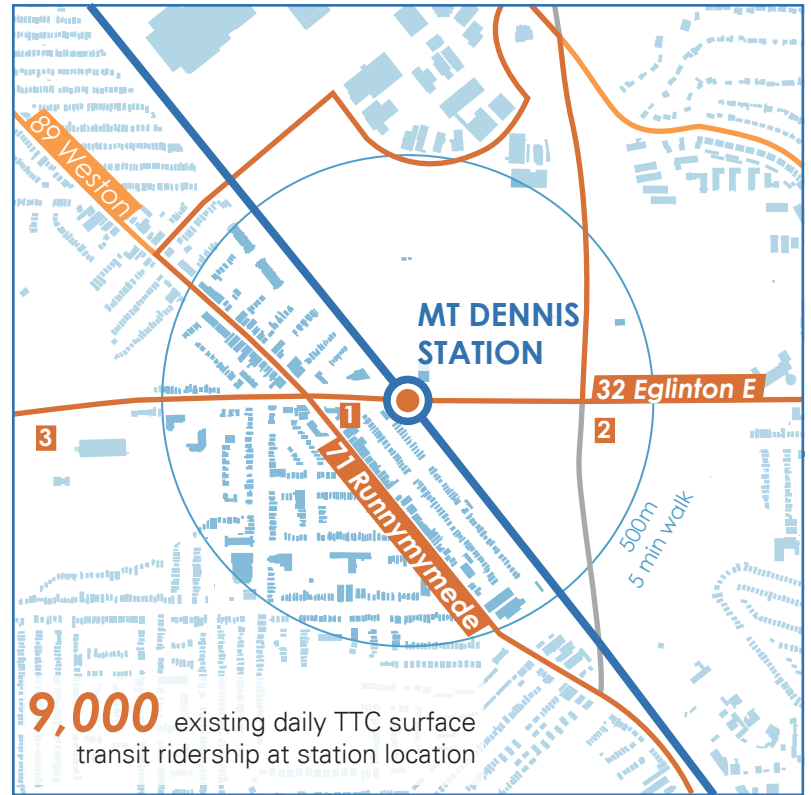 89 Weston
MT DENNIS
STATION
32 Eglinton E
1
2
3
71 Runnymymede
500m
5 min walk
9,000 existing daily TTC surface
transit ridership at station location